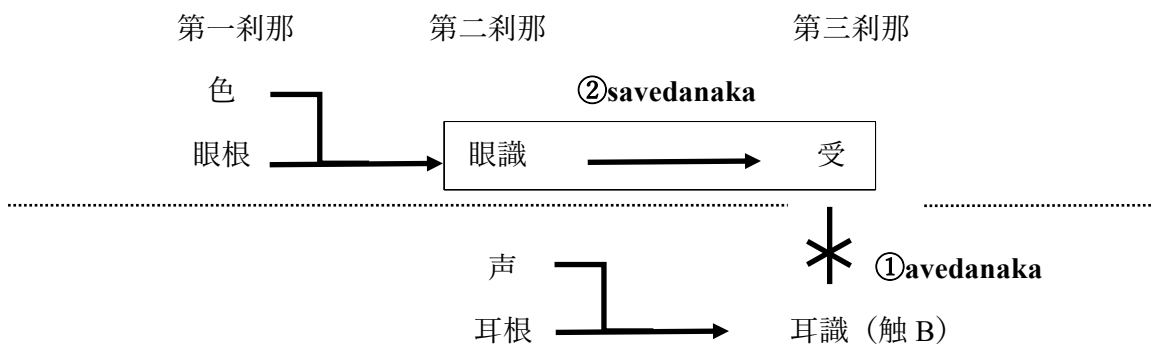 第一刹那 第二刹那 第三刹那
色 ②savedanaka
眼根 眼識 受
声 ①avedanaka
耳根 耳識（触 B）